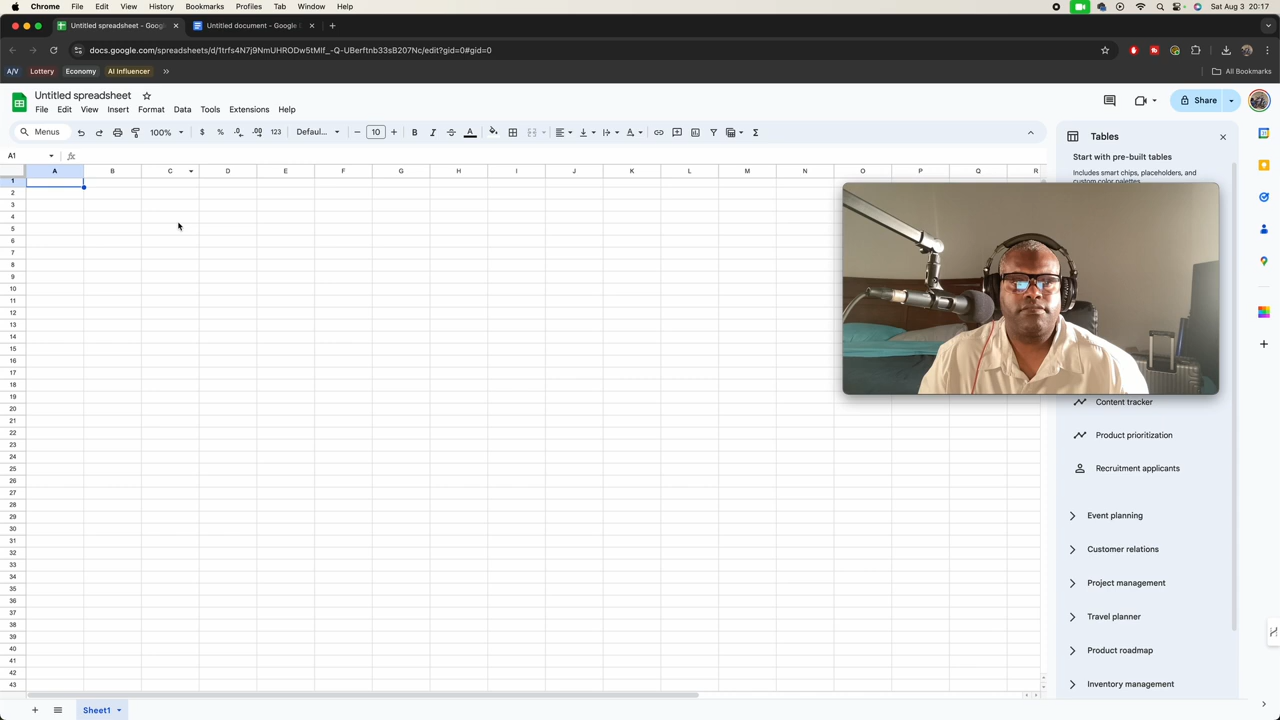 Chrome File Edit View History Bookmarks Profiles Tab Window Help Sat Aug 3 20:17
Untitled spreadsheet - Goog Untitled document - Google
docs.google.com/spreadsheets/d/1trfs4N7j9NmUHRODw5tMlf_-Q-UBerftnb33sB207Nc/edit?gid=0#gid=0
A/V Lottery Economy AI Influencer All Bookmarks
Untitled spreadsheet
File Edit View Insert Format Data Tools Extensions Help
Share
Menus 100% $ % .0 .00 123 Defaul... 10 B I A
A1 fx
Tables
Start with pre-built tables
Includes smart chips, placeholders, and
custom color palettes
A B C D E F G H I J K L M N O P Q R
1
2
3
4
5
6
7
8
9
10
11
12
13
14
15
16
17
18
19
20
21
22
23
24
25
26
27
28
29
30
31
32
33
34
35
36
37
38
39
40
41
42
43
Content tracker
Product prioritization
Recruitment applicants
Event planning
Customer relations
Project management
Travel planner
Product roadmap
Inventory management
Sheet1